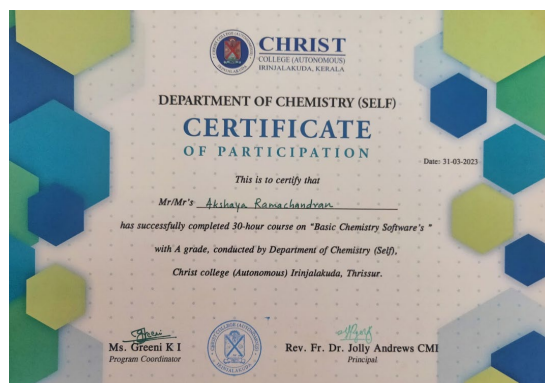 CHRIST
COLLEGE (AUTONOMOUS)
IRINJALAKUDA, KERALA
DEPARTMENT OF CHEMISTRY (SELF)
CERTIFICATE
OF PARTICIPATION
Date: 31-03-2023
This is to certify that
Mr/Mr's Akshaya Ramachandran
has successfully completed 30-hour course on "Basic Chemistry Software's "
with A grade, conducted by Department of Chemistry (Self),
Christ college (Autonomous) Irinjalakuda, Thrissur.
Ms. Greeni K I
Program Coordinator
Rev. Fr. Dr. Jolly Andrews CMI
Principal